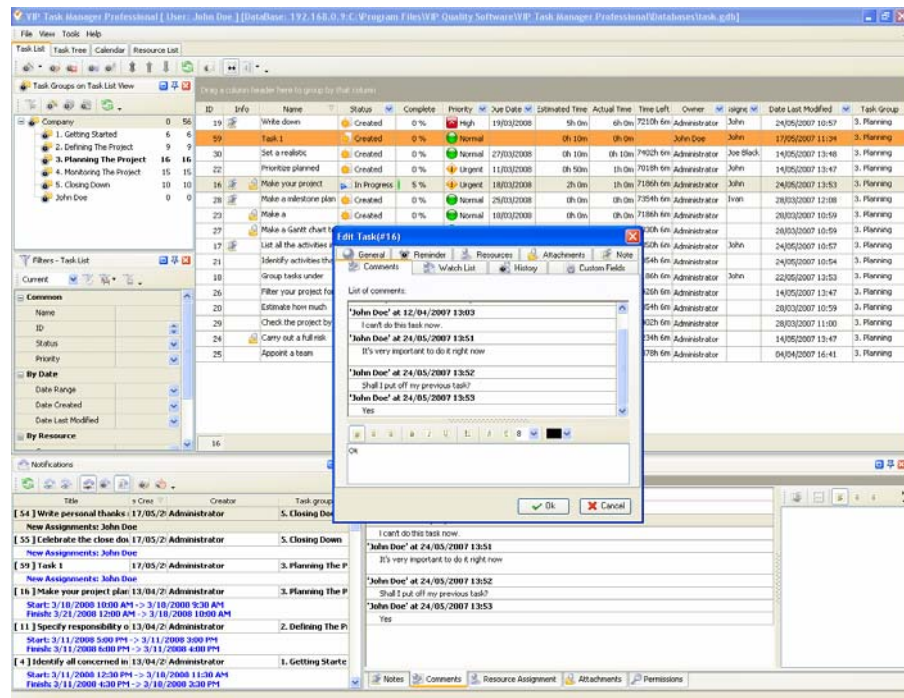 VIP Task Manager Professional [ User: John Doe ] [DataBase: 192.168.0.9:C:\Program Files\VIP Quality Software\VIP Task Manager Professional\Databases\task.gdb]
File View Tools Help
Task List Task Tree Calendar Resource List
Task Groups on Task List View
Company 0 56
1. Getting Started 6 6
2. Defining The Project 9 9
3. Planning The Project 16 16
4. Monitoring The Project 15 15
5. Closing Down 10 10
John Doe 0 0
Drag a column header here to group by that column
ID Info Name Status Complete Priority Due Date Estimated Time Actual Time Time Left Owner Date Last Modified Task Group
19 Write down Created 0 % High 19/03/2008 5h 0m 6h 0m 7210h 6m Administrator John 24/05/2007 10:57 3. Planning
59 Task 1 Created 0 % Normal 0h 10m 0h 0m John Doe John 17/05/2007 11:34 3. Planning
30 Set a realistic Created 0 % Normal 27/03/2008 0h 10m 0h 10m 7402h 6m Administrator Joe Black 14/05/2007 13:48 3. Planning
22 Prioritize planned Created 0 % Urgent 11/03/2008 0h 50m 1h 0m 7018h 6m Administrator John 14/05/2007 13:47 3. Planning
16 Make your project In Progress 5 % Urgent 18/03/2008 2h 0m 1h 0m 7186h 6m Administrator John 24/05/2007 13:53 3. Planning
28 Make a milestone plan Created 0 % Normal 25/03/2008 0h 0m 0h 0m 7354h 6m Administrator Ivan 28/03/2007 12:08 3. Planning
23 Make a Created 0 % Normal 18/03/2008 0h 0m 0h 0m 7186h 6m Administrator 28/03/2007 10:59 3. Planning
27 Make a Gantt chart Administrator 28/03/2007 10:59 3. Planning
17 List all the activities Administrator John 24/05/2007 10:57 3. Planning
21 Identify activities Administrator 24/05/2007 10:54 3. Planning
18 Group tasks under Administrator John 22/05/2007 13:53 3. Planning
26 Filter your project Administrator 14/05/2007 13:47 3. Planning
20 Estimate how much Administrator 28/03/2007 10:59 3. Planning
29 Check the project by Administrator 28/03/2007 11:00 3. Planning
24 Carry out a full risk Administrator 14/05/2007 13:47 3. Planning
25 Appoint a team Administrator 04/04/2007 16:41 3. Planning
16
Filters - Task List
Current
Common
Name
ID
Status
Priority
By Date
Date Range
Date Created
Date Last Modified
By Resource
Edit Task(#16)
General Reminder Resources Attachments Note
Comments Watch List History Custom Fields
List of comments:
'John Doe' at 12/04/2007 13:03
I can't do this task now.
'John Doe' at 24/05/2007 13:51
It's very important to do it right now
'John Doe' at 24/05/2007 13:52
Shall I put off my previous task?
'John Doe' at 24/05/2007 13:53
Yes
8
Ok
Ok Cancel
Notifications
Title Creator Task group
[ 54 ] Write personal thanks 17/05/2 Administrator 5. Closing Do
New Assignments: John Doe
[ 55 ] Celebrate the close do 17/05/2 Administrator 5. Closing Down
New Assignments: John Doe
[ 59 ] Task 1 17/05/2 Administrator 3. Planning The P
New Assignments: John Doe
[ 16 ] Make your project plan 13/04/2 Administrator 3. Planning The P
Start: 3/18/2008 10:00 AM -> 3/18/2008 9:30 AM
Finish: 3/21/2008 12:00 AM -> 3/18/2008 10:00 AM
[ 11 ] Specify responsibility o 13/04/2 Administrator 2. Defining The P
Start: 3/11/2008 5:00 PM -> 3/11/2008 3:00 PM
Finish: 3/11/2008 6:00 PM -> 3/11/2008 4:00 PM
[ 4 ] Identify all concerned in 13/04/2 Administrator 1. Getting Starte
Start: 3/11/2008 12:30 PM -> 3/10/2008 11:30 AM
Finish: 3/11/2008 4:30 PM -> 3/10/2008 3:30 PM
I can't do this task now.
'John Doe' at 24/05/2007 13:51
It's very important to do it right now
'John Doe' at 24/05/2007 13:52
Shall I put off my previous task?
'John Doe' at 24/05/2007 13:53
Yes
Notes Comments Resource Assignment Attachments Permissions